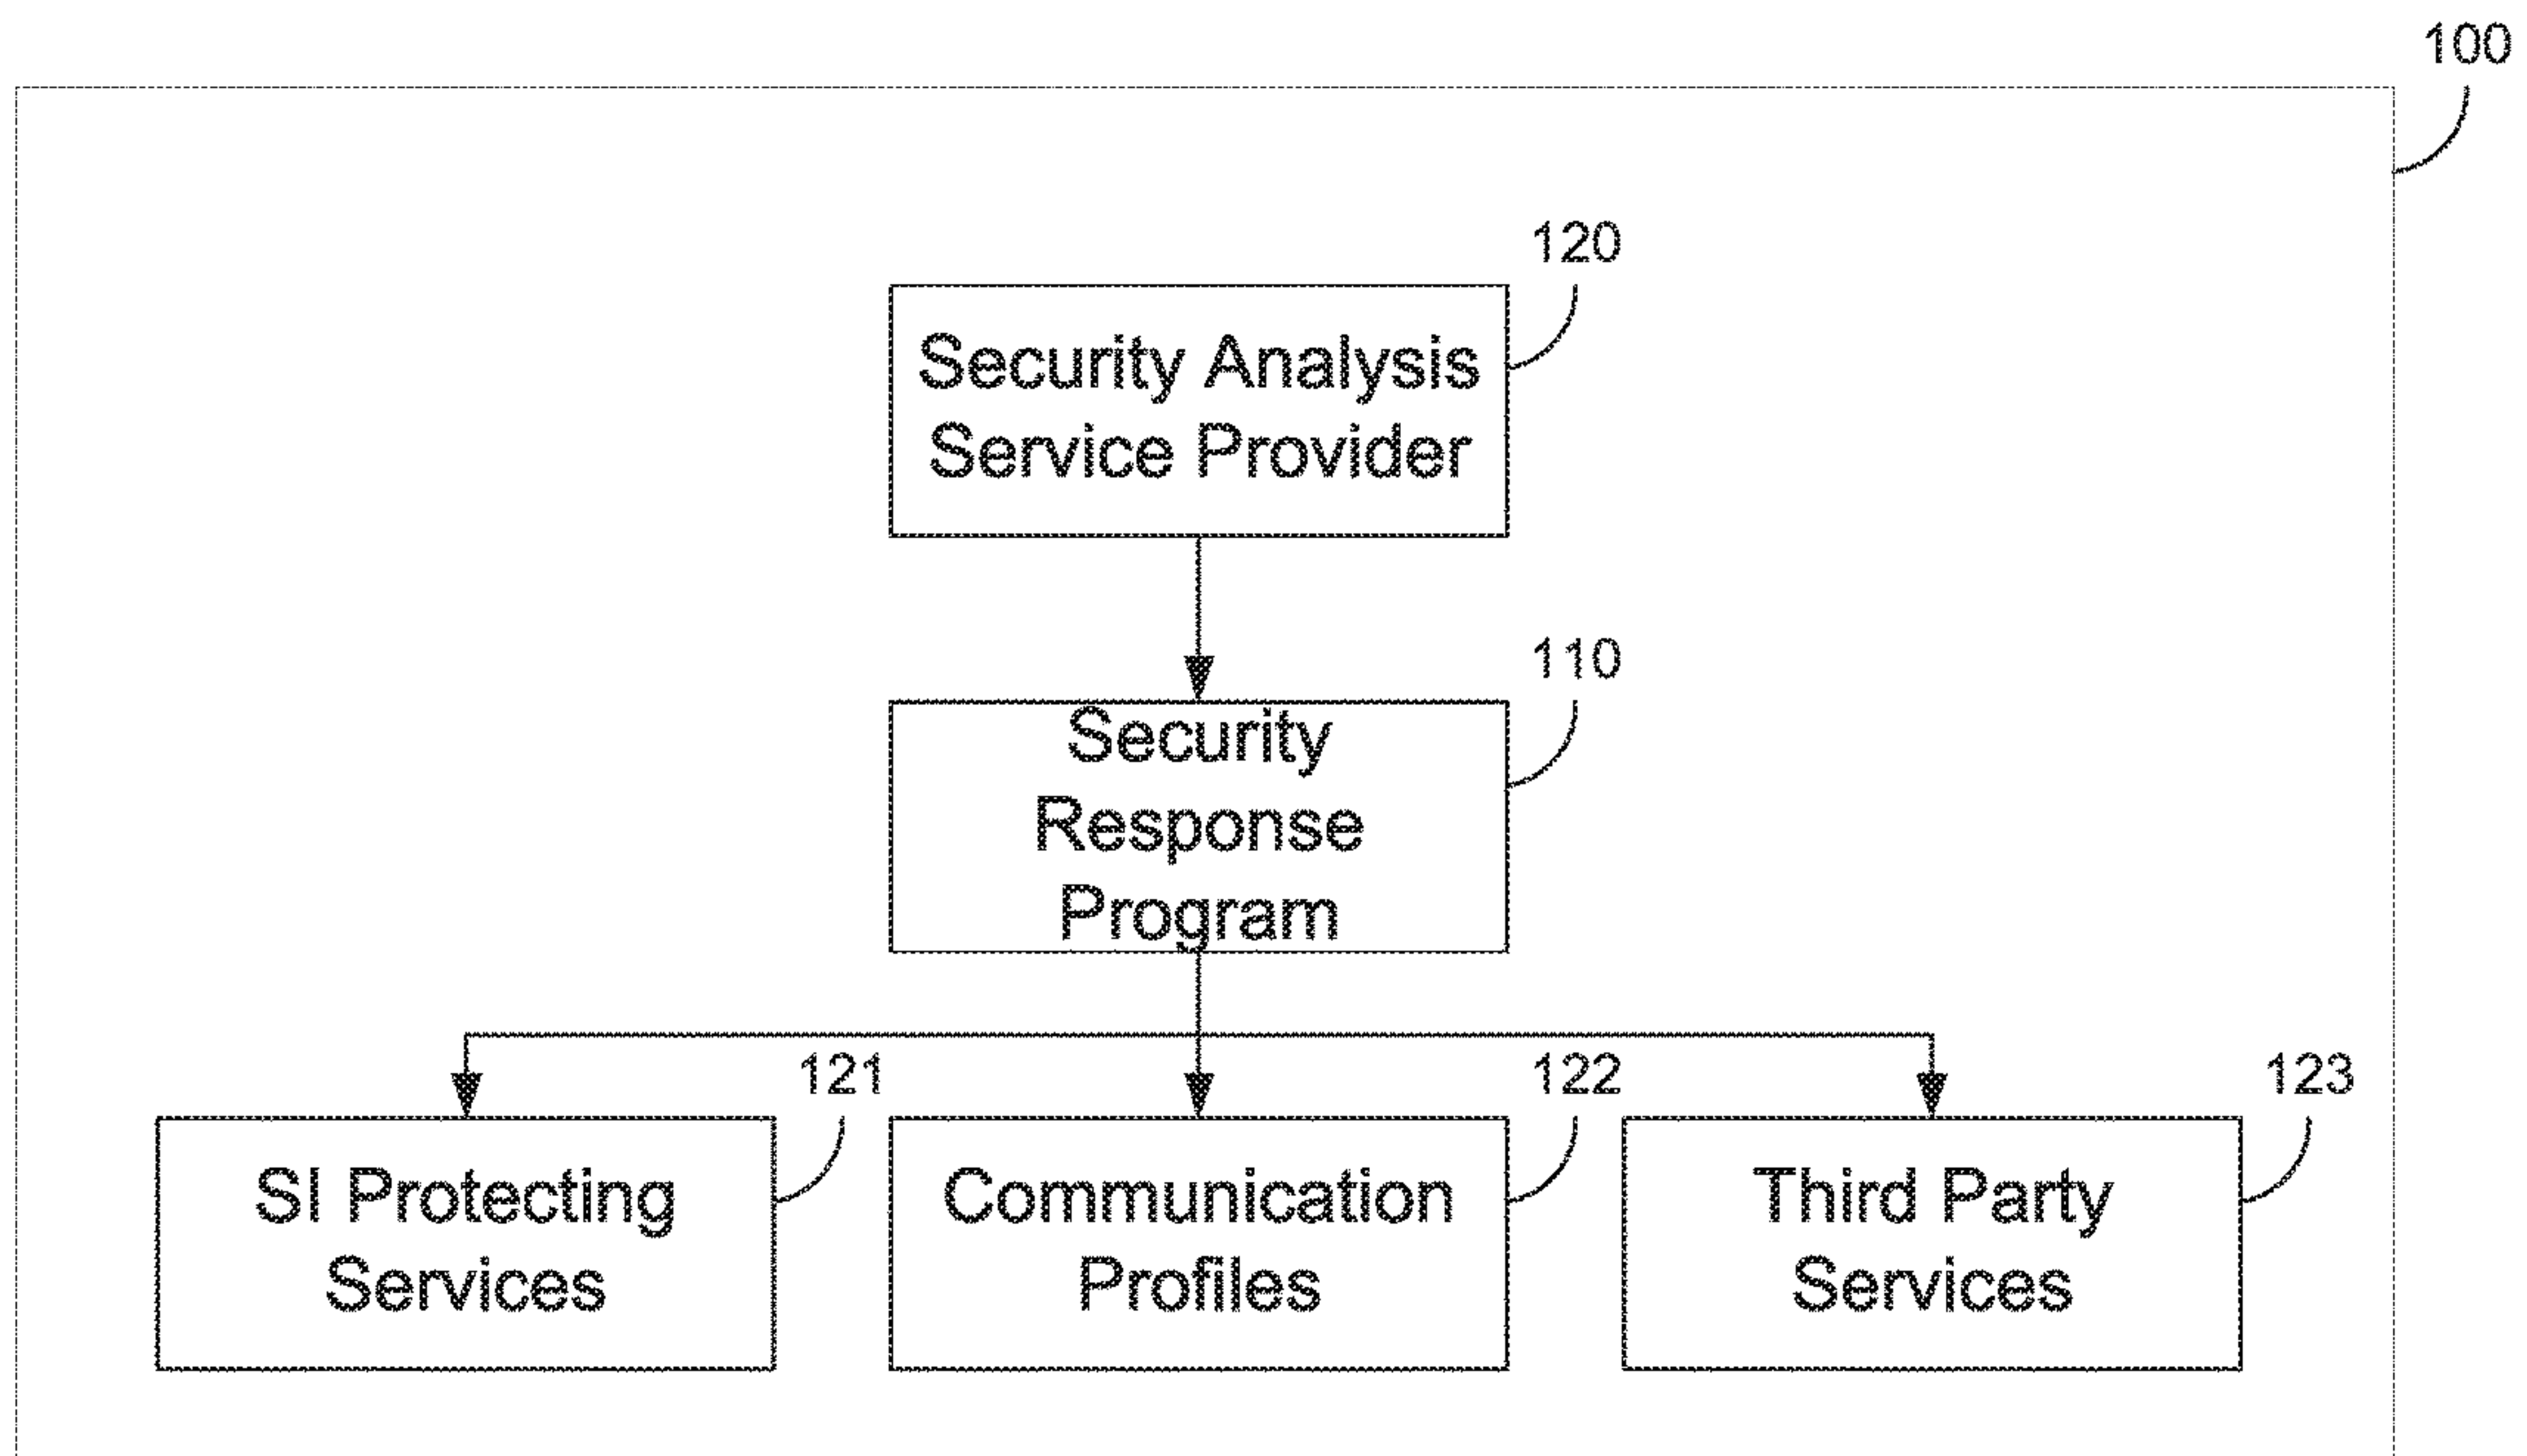 100
120
Security Analysis
Service Provider
110
Security
Response
Program
121
122
123
SI Protecting
Services
Communication
Profiles
Third Party
Services